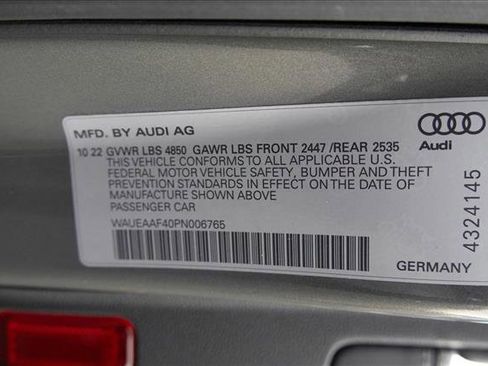 MFD. BY AUDI AG
10 22 GVWR LBS 4850 GAWR LBS FRONT 2447 /REAR 2535
THIS VEHICLE CONFORMS TO ALL APPLICABLE U.S.
FEDERAL MOTOR VEHICLE SAFETY, BUMPER AND THEFT
PREVENTION STANDARDS IN EFFECT ON THE DATE OF
MANUFACTURE SHOWN ABOVE
PASSENGER CAR
WAUEAAF40PN006765
Audi
4324145
GERMANY